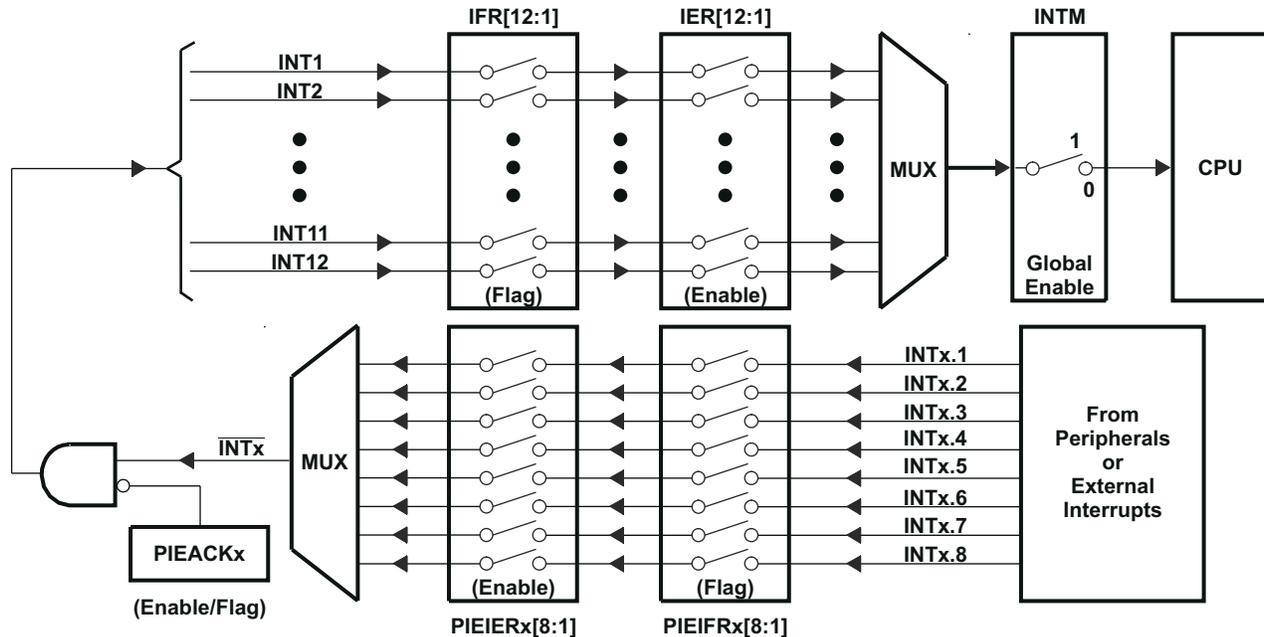 IFR[12:1] IER[12:1] INTM
INT1
INT2
1
MUX
CPU
0
INT11
INT12
Global
Enable
(Flag) (Enable)
INTx.1
INTx.2
INTx.3
INTx.4
INTx.5
INTx.6
INTx.7
INTx.8
From
Peripherals
or
External
Interrupts
INTx
MUX
PIEACKx
(Enable/Flag)
(Enable) (Flag)
PIEIERx[8:1] PIEIFRx[8:1]